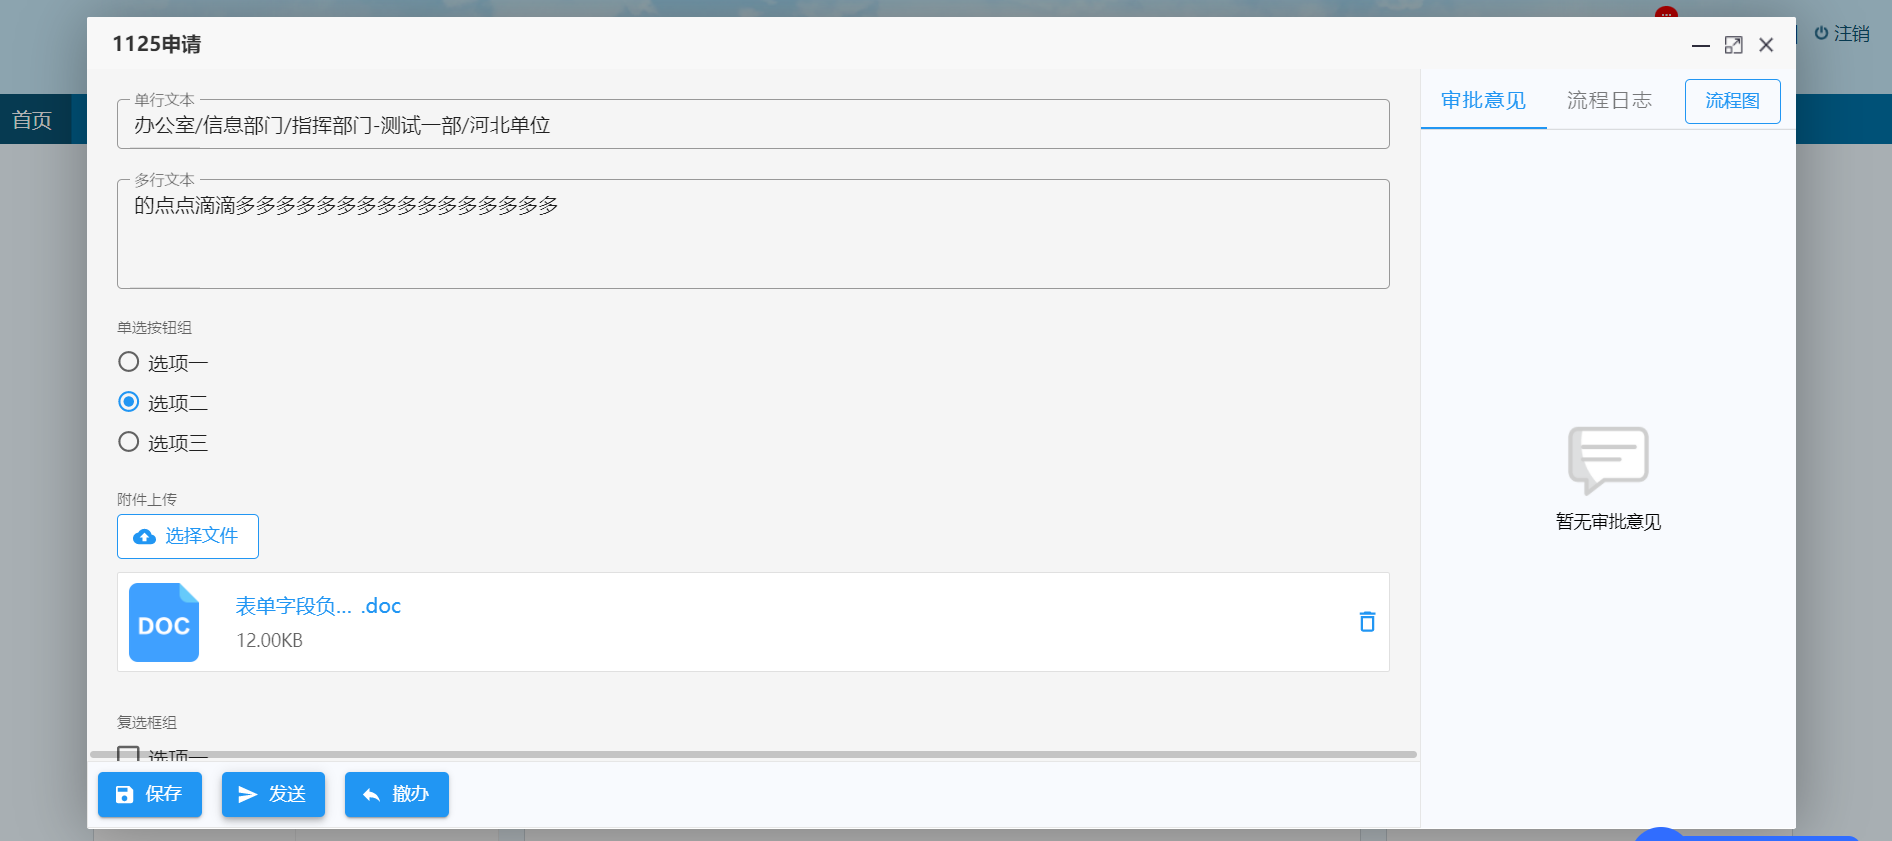 注销
首页
1125申请
单行文本
办公室/信息部门/指挥部门-测试一部/河北单位
多行文本
的点点滴滴多多多多多多多多多多多多多多多多
单选按钮组
选项一
选项二
选项三
附件上传
选择文件
DOC
表单字段负... .doc
12.00KB
复选框组
选项一
保存
发送
撤办
审批意见
流程日志
流程图
暂无审批意见